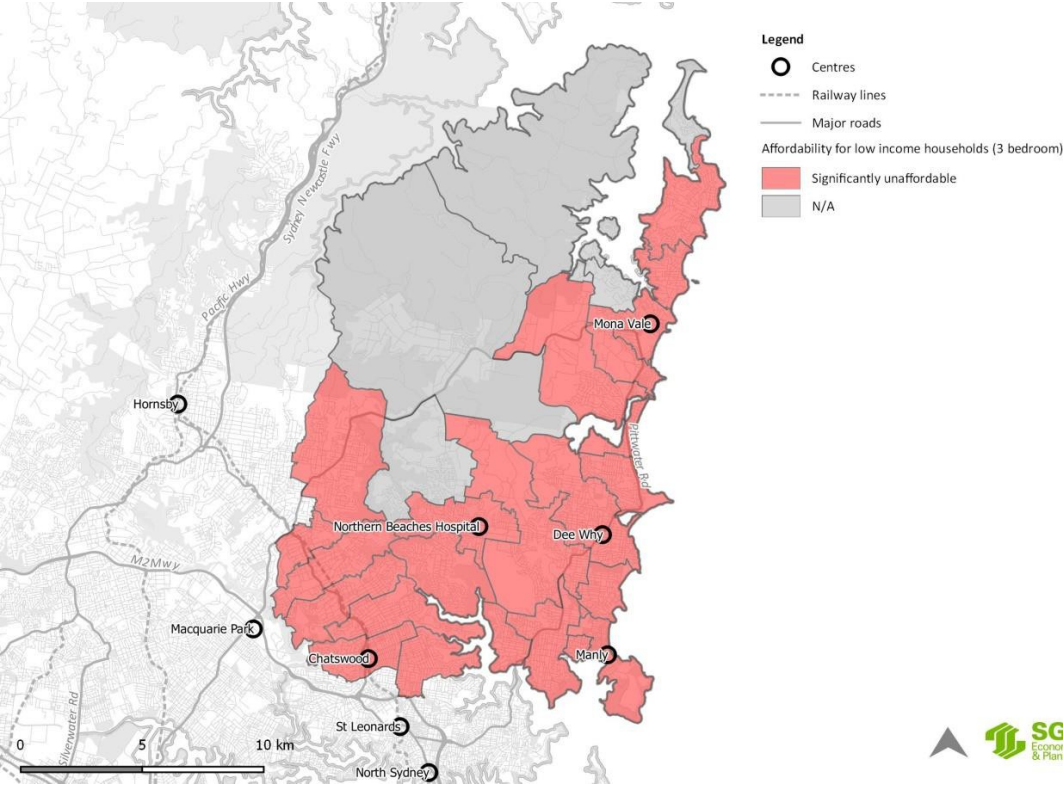 Legend
Centres
Railway lines
Major roads
Affordability for low income households (3 bedroom)
Significantly unaffordable
N/A
Sydney Newcastle Fwy
Pacific Hwy
Mona Vale
Hornsby
Pittwater Rd
Northern Beaches Hospital
Dee Why
M2Mwy
Macquarie Park
Chatswood
Manly
Silverwater Rd
St Leonards
North Sydney
0 5 10 km
SG
Econom
& Plan